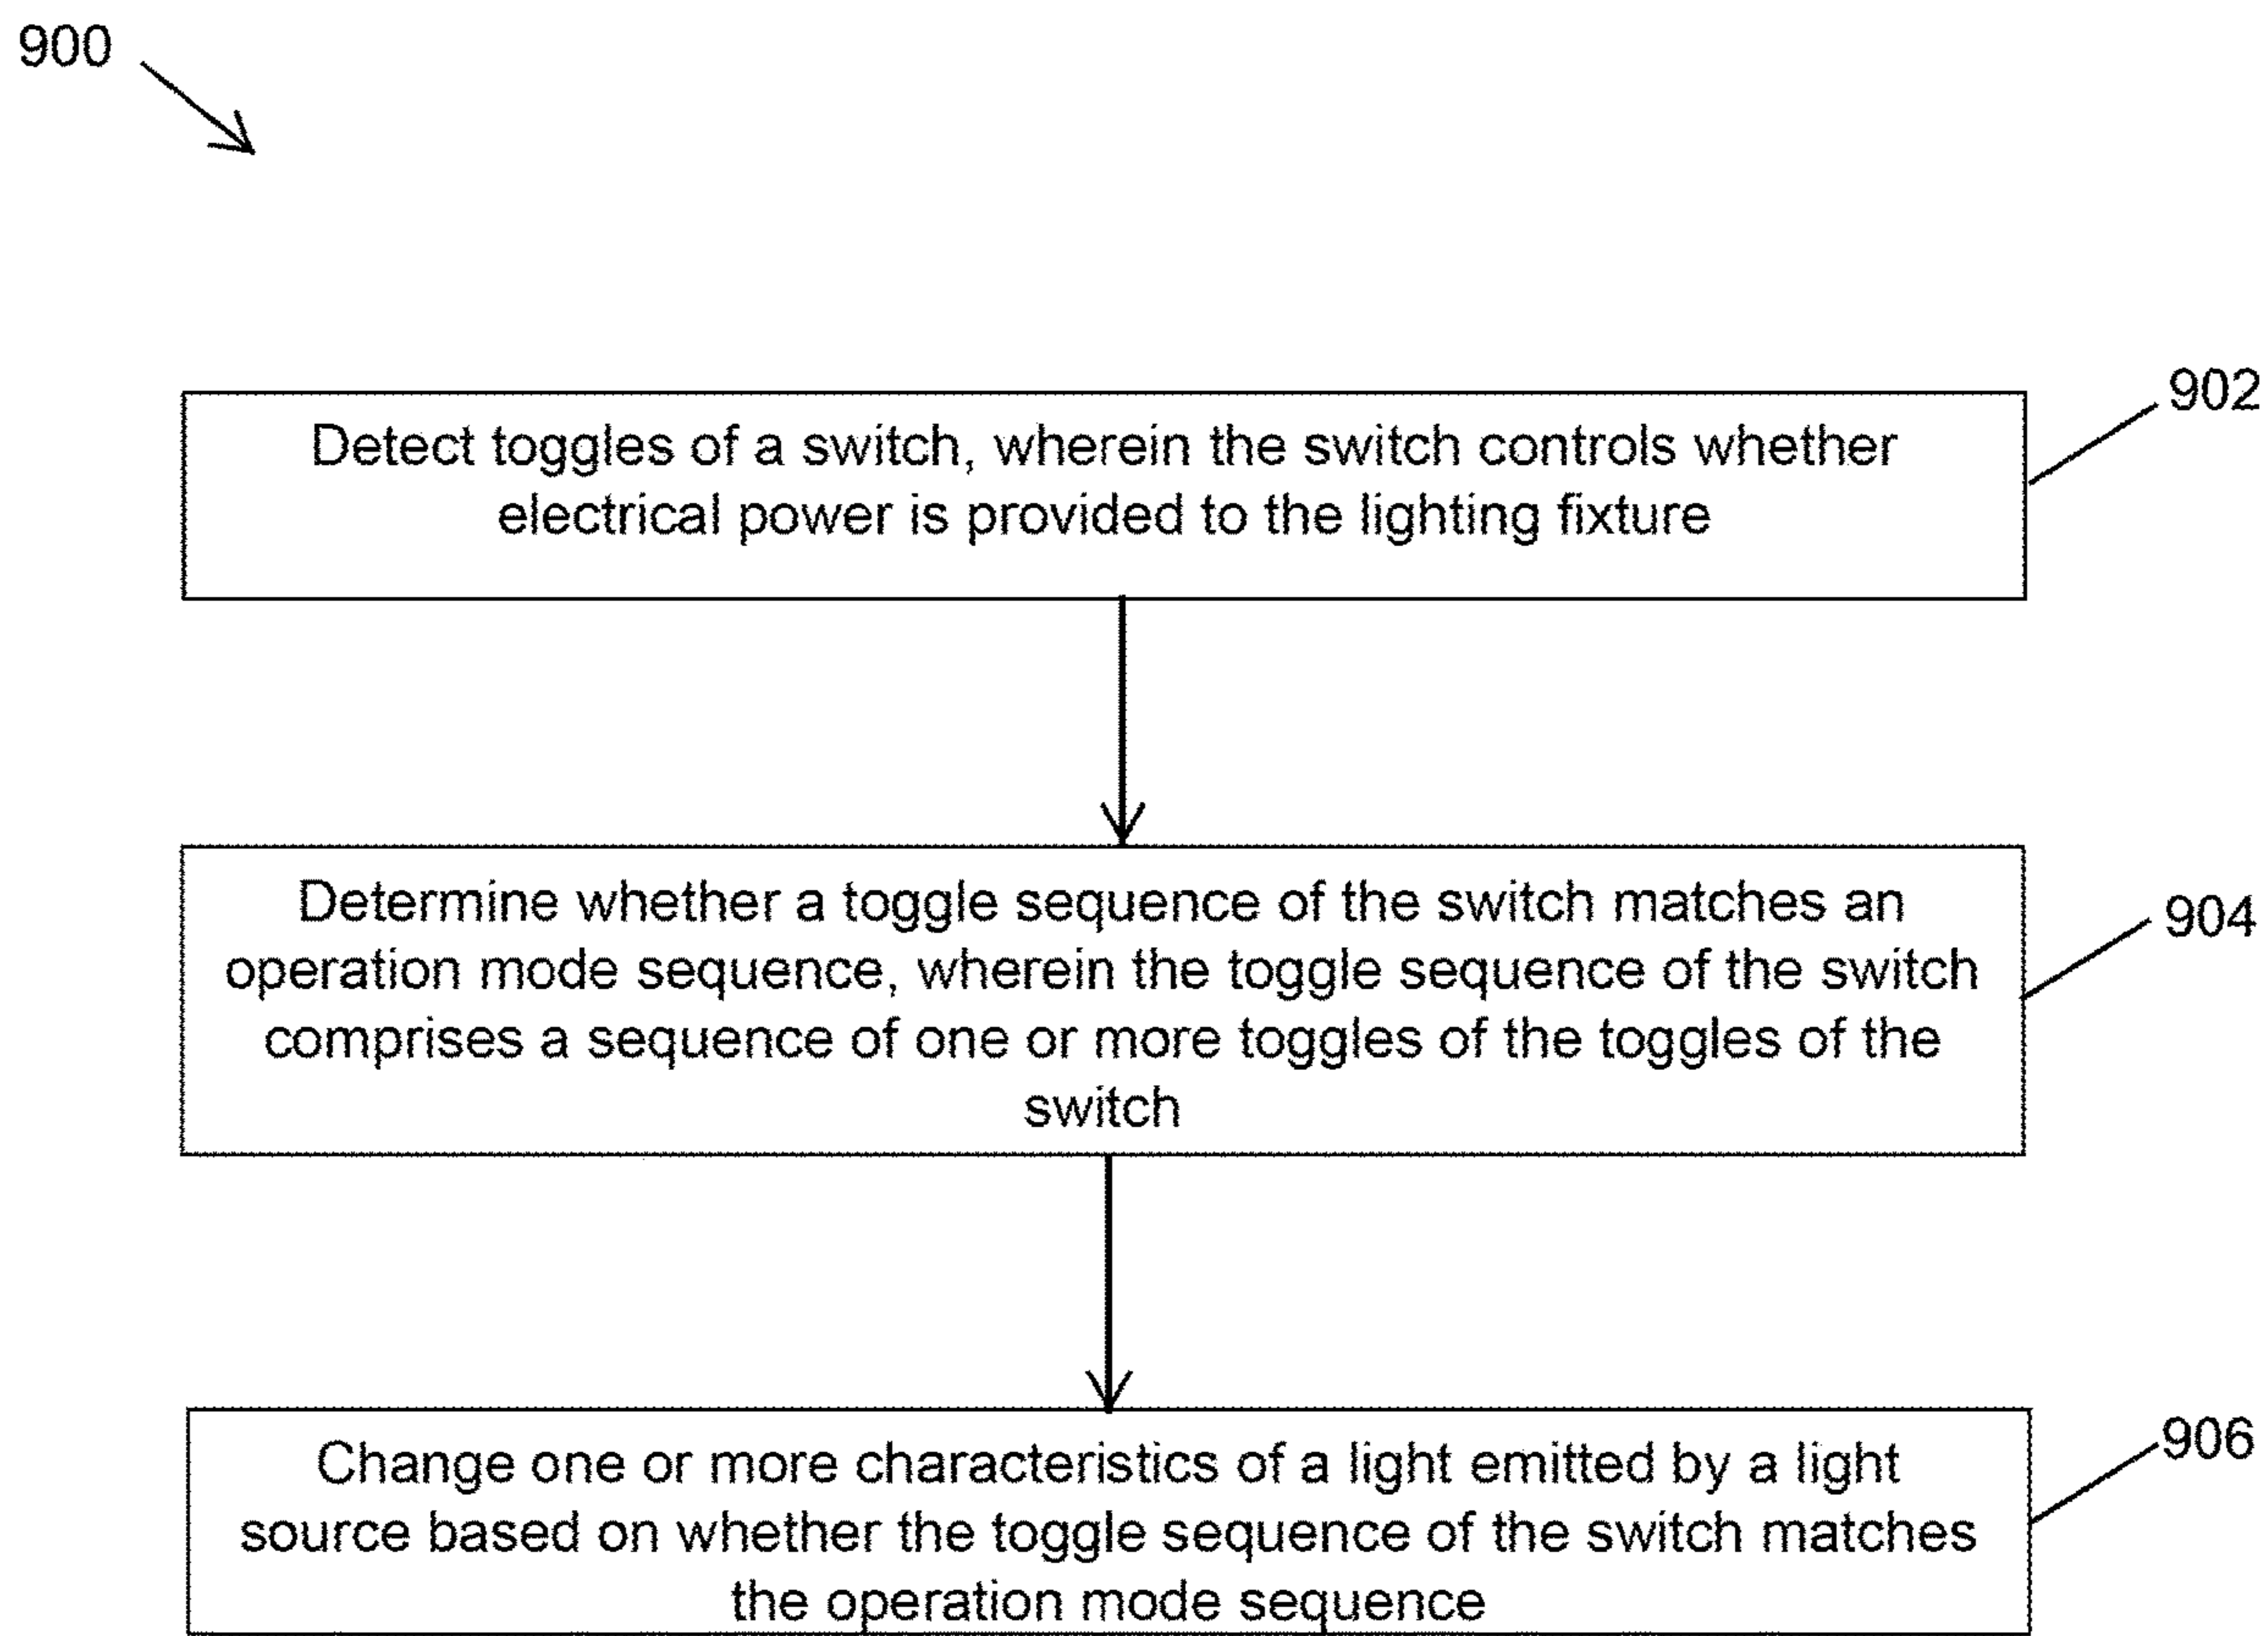 900
902
Detect toggles of a switch, wherein the switch controls whether
electrical power is provided to the lighting fixture
904
Determine whether a toggle sequence of the switch matches an
operation mode sequence, wherein the toggle sequence of the switch
comprises a sequence of one or more toggles of the toggles of the
switch
906
Change one or more characteristics of a light emitted by a light
source based on whether the toggle sequence of the switch matches
the operation mode sequence